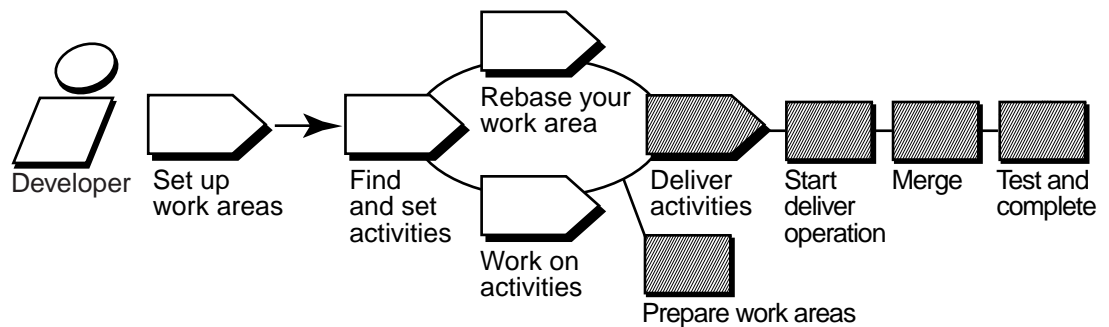 Developer
Set up
work areas
Find
and set
activities
Rebase your
work area
Work on
activities
Deliver
activities
Prepare work areas
Start
deliver
operation
Merge
Test and
complete